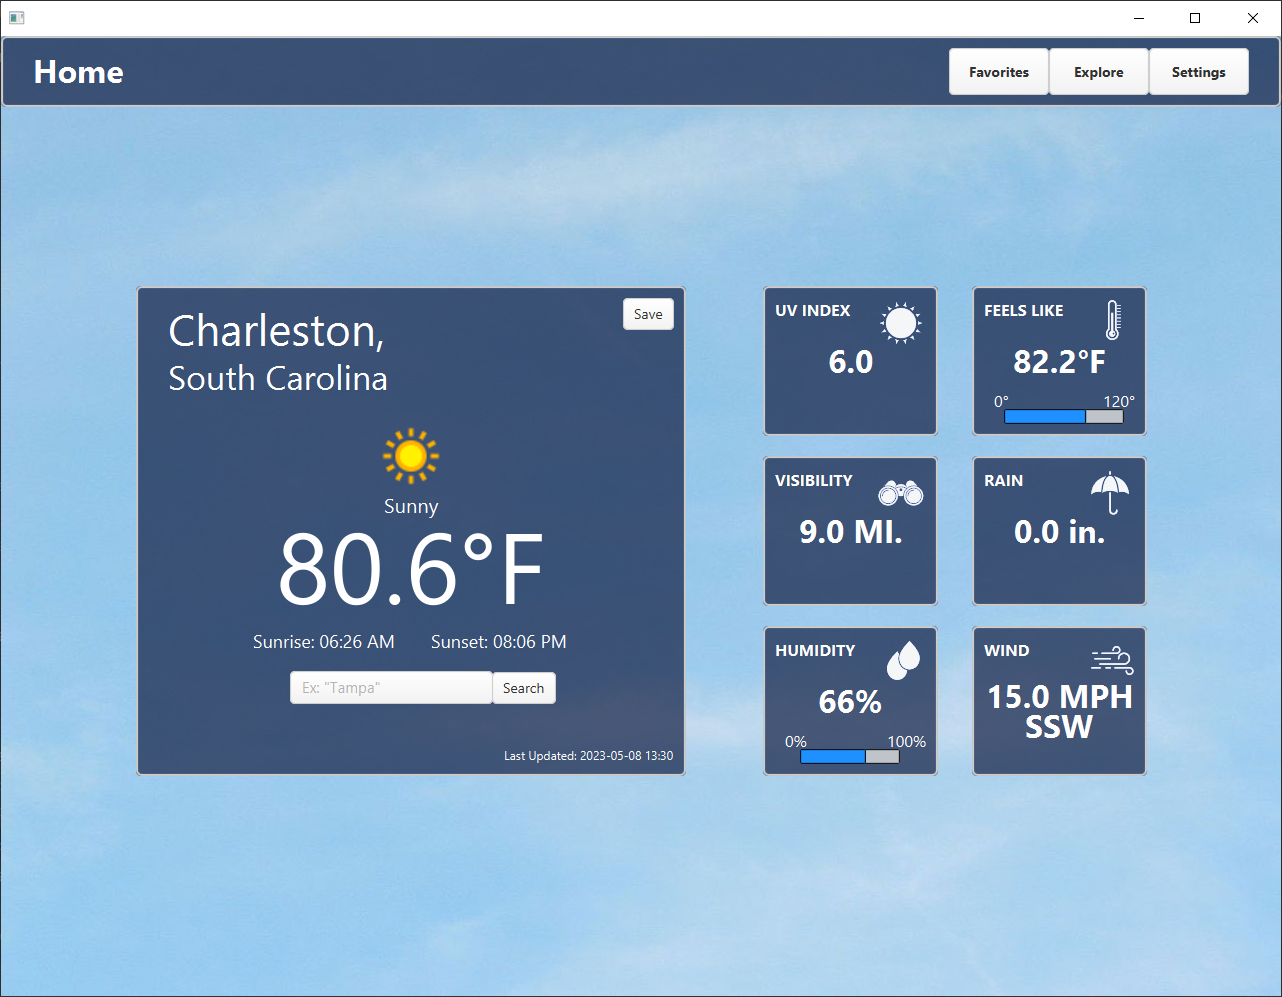 Home
Favorites
Explore
Settings
Charleston,
South Carolina
Save
Sunny
80.6°F
Sunrise: 06:26 AM
Sunset: 08:06 PM
Ex: "Tampa"
Search
Last Updated: 2023-05-08 13:30
UV INDEX
6.0
FEELS LIKE
82.2°F
0°
120°
VISIBILITY
9.0 MI.
RAIN
0.0 in.
HUMIDITY
66%
0%
100%
WIND
15.0 MPH
SSW